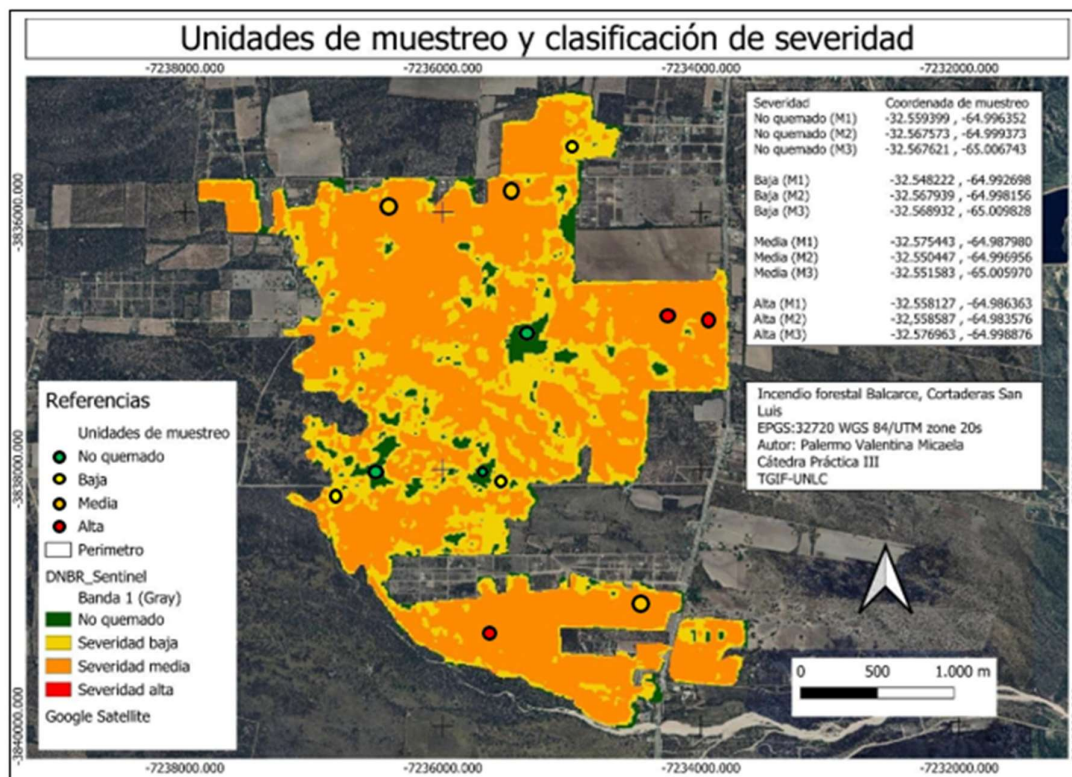 Unidades de muestreo y clasificación de severidad
-7238000.000 -7236000.000 -7234000.000 -7232000.000
-3836000.000
-3838000.000
-3840000.000
Severidad Coordenada de muestreo
No quemado (M1) -32.559399 , -64.996352
No quemado (M2) -32.567573 , -64.999373
No quemado (M3) -32.567621 , -65.006743
Baja (M1) -32.548222 , -64.992698
Baja (M2) -32.567939 , -64.998156
Baja (M3) -32.568932 , -65.009828
Media (M1) -32.575443 , -64.987980
Media (M2) -32.550447 , -64.996956
Media (M3) -32.551583 , -65.005970
Alta (M1) -32.558127 , -64.986363
Alta (M2) -32.558587 , -64.983576
Alta (M3) -32.576963 , -64.998876
Incendio forestal Balcarce, Cortaderas San
Luis
EPGS:32720 WGS 84/UTM zone 20s
Autor: Palermo Valentina Micaela
Cátedra Práctica III
TGIF-UNLC
Referencias
Unidades de muestreo
No quemado
Baja
Media
Alta
Perimetro
DNBR_Sentinel
Banda 1 (Gray)
No quemado
Severidad baja
Severidad media
Severidad alta
Google Satellite
0 500 1.000 m
-7238000.000 -7236000.000 -7234000.000 -7232000.000